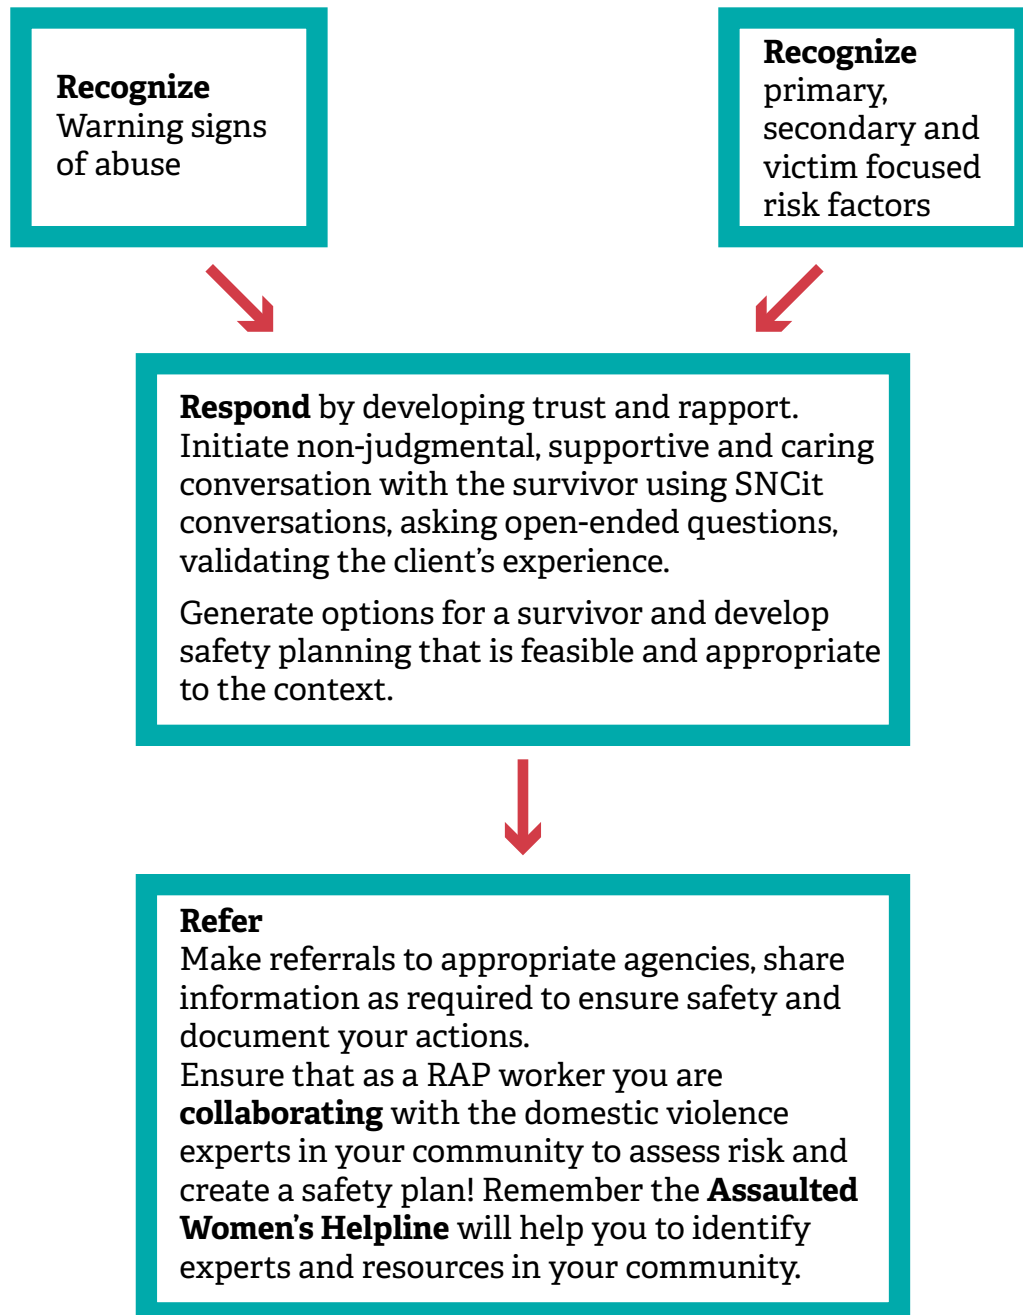 Recognize
Warning signs
of abuse
Recognize
primary,
secondary and
victim focused
risk factors
Respond by developing trust and rapport.
Initiate non-judgmental, supportive and caring
conversation with the survivor using SNCit
conversations, asking open-ended questions,
validating the client’s experience.
Generate options for a survivor and develop
safety planning that is feasible and appropriate
to the context.
Refer
Make referrals to appropriate agencies, share
information as required to ensure safety and
document your actions.
Ensure that as a RAP worker you are
collaborating with the domestic violence
experts in your community to assess risk and
create a safety plan! Remember the Assaulted
Women's Helpline will help you to identify
experts and resources in your community.